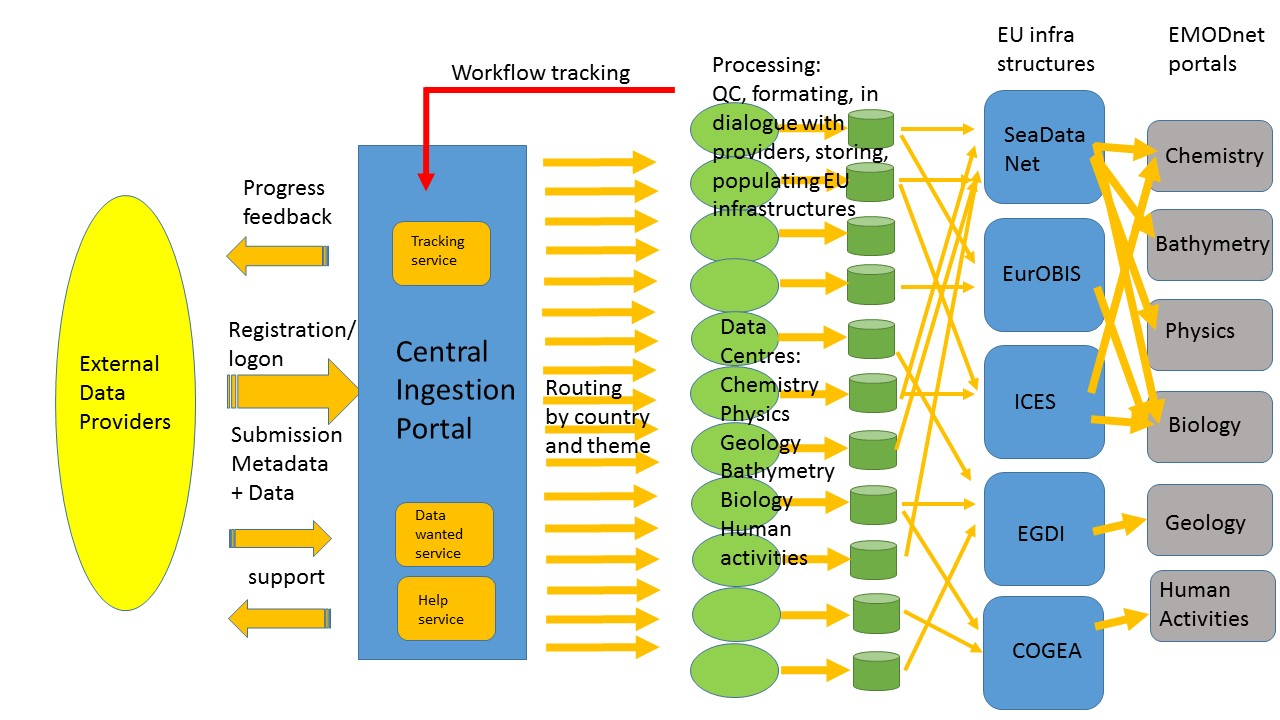 Workflow tracking
Processing:
QC, formating, in
dialogue with
providers, storing,
populating EU
infrastructures
EU infra
structures
EMODnet
portals
Progress
feedback
Registration/
logon
Submission
Metadata
+ Data
support
External
Data
Providers
Tracking
service
Central
Ingestion
Portal
Data
wanted
service
Help
service
Routing
by country
and theme
Data
Centres:
Chemistry
Physics
Geology
Bathymetry
Biology
Human
activities
SeaData
Net
EurOBIS
ICES
EGDI
COGEA
Chemistry
Bathymetry
Physics
Biology
Geology
Human
Activities